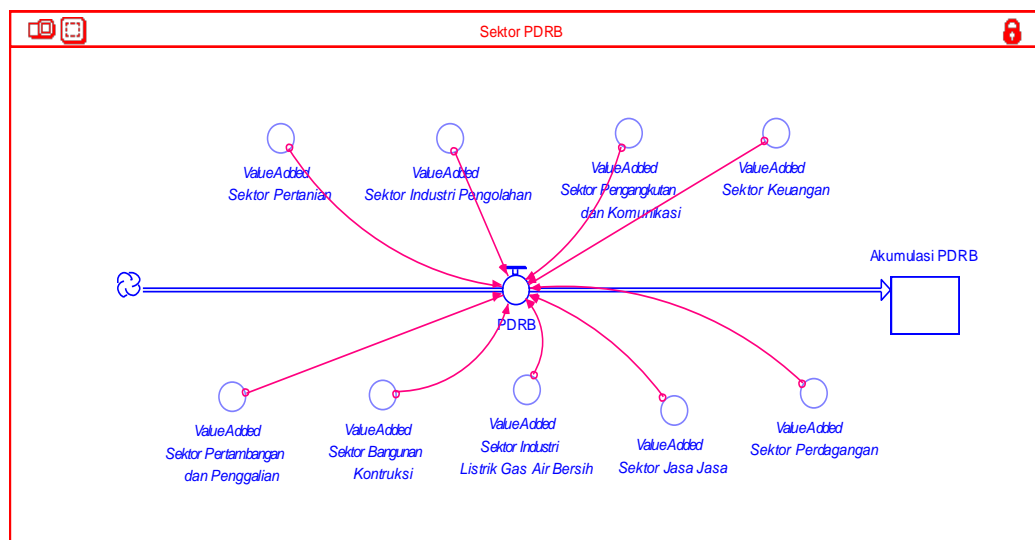 Sektor PDRB
ValueAdded
Sektor Pertanian
ValueAdded
Sektor Industri Pengolahan
ValueAdded
Sektor Pengangkutan
dan Komunikasi
ValueAdded
Sektor Keuangan
Akumulasi PDRB
PDRB
ValueAdded
Sektor Pertambangan
dan Penggalian
ValueAdded
Sektor Bangunan
Kontruksi
ValueAdded
Sektor Industri
Listrik Gas Air Bersih
ValueAdded
Sektor Jasa Jasa
ValueAdded
Sektor Perdagangan